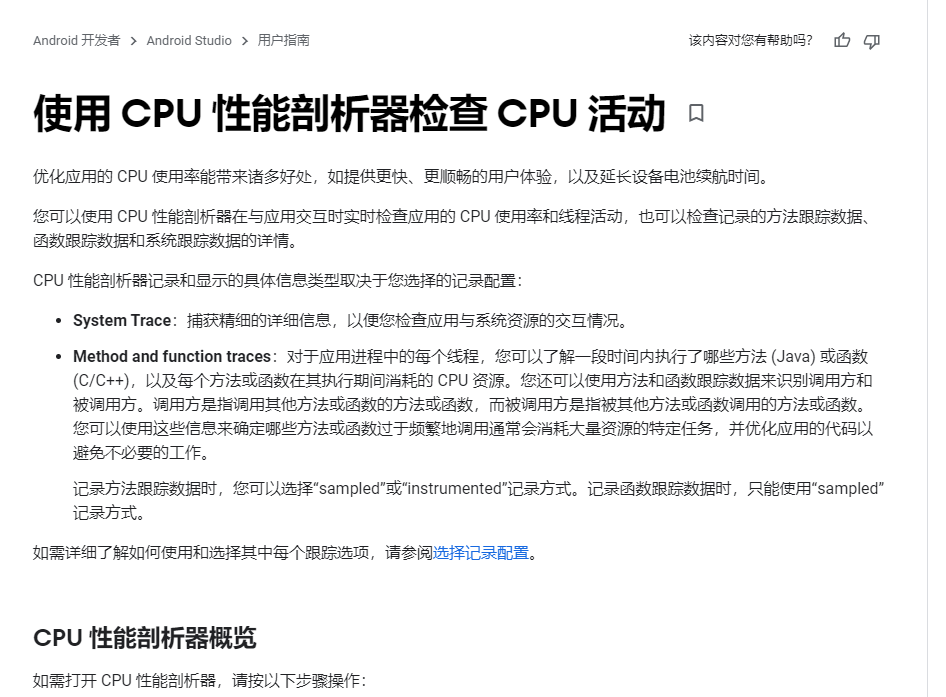 Android 开发者 > Android Studio > 用户指南
该内容对您有帮助吗?
使用 CPU 性能剖析器检查 CPU 活动
优化应用的 CPU 使用率能带来诸多好处，如提供更快、更顺畅的用户体验，以及延长设备电池续航时间。
您可以使用 CPU 性能剖析器在与应用交互时实时检查应用的 CPU 使用率和线程活动，也可以检查记录的方法跟踪数据、
函数跟踪数据和系统跟踪数据的详情。
CPU 性能剖析器记录和显示的具体信息类型取决于您选择的记录配置：
• System Trace：捕获精细的详细信息，以便您检查应用与系统资源的交互情况。
• Method and function traces：对于应用进程中的每个线程，您可以了解一段时间内执行了哪些方法 (Java) 或函数
(C/C++)，以及每个方法或函数在其执行期间消耗的 CPU 资源。您还可以使用方法和函数跟踪数据来识别调用方和
被调用方。调用方是指调用其他方法或函数的方法或函数，而被调用方是指被其他方法或函数调用的方法或函数。
您可以使用这些信息来确定哪些方法或函数过于频繁地调用通常会消耗大量资源的特定任务，并优化应用的代码以
避免不必要的工作。
记录方法跟踪数据时，您可以选择“sampled”或“instrumented”记录方式。记录函数跟踪数据时，只能使用“sampled”
记录方式。
如需详细了解如何使用和选择其中每个跟踪选项，请参阅选择记录配置。
CPU 性能剖析器概览
如需打开 CPU 性能剖析器，请按以下步骤操作：